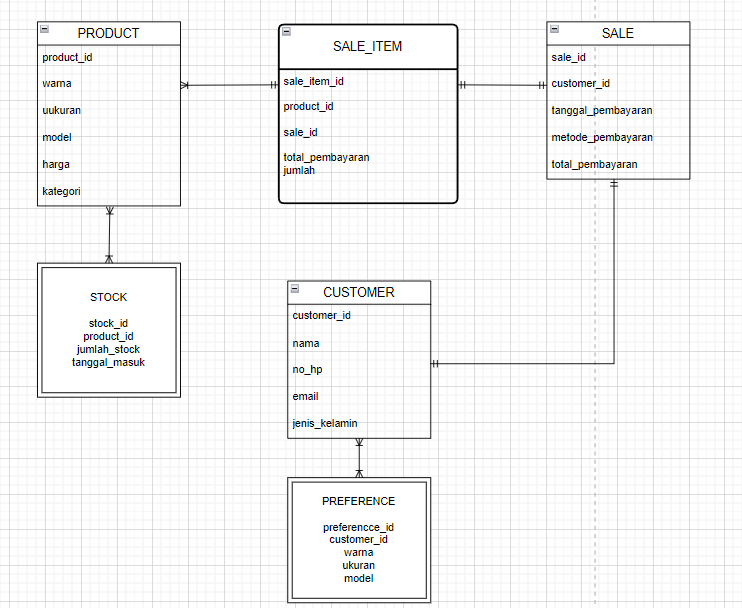 PRODUCT
product_id
warna
uukuran
model
harga
kategori
SALE_ITEM
sale_item_id
product_id
sale_id
total_pembayaran
jumlah
SALE
sale_id
customer_id
tanggal_pembayaran
metode_pembayaran
total_pembayaran
STOCK
stock_id
product_id
jumlah_stock
tanggal_masuk
CUSTOMER
customer_id
nama
no_hp
email
jenis_kelamin
PREFERENCE
preferencce_id
customer_id
warna
ukuran
model